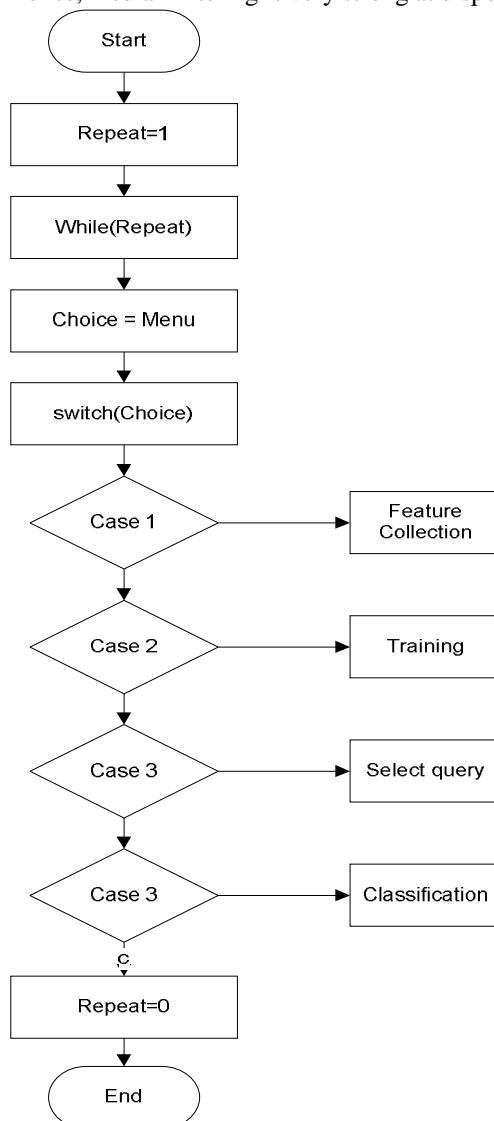 Start
Repeat=1
While(Repeat)
Choice = Menu
switch(Choice)
Case 1
Feature
Collection
Case 2
Training
Case 3
Select query
Case 3
Classification
Repeat=0
End